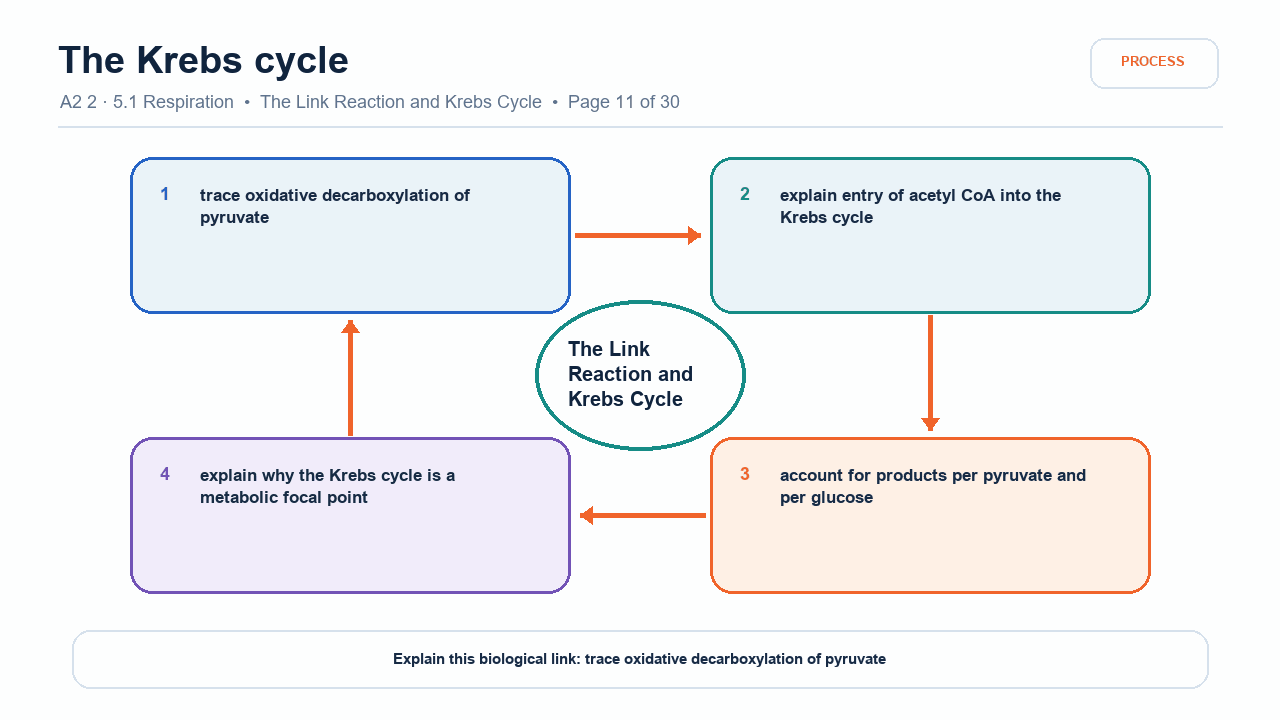 The Krebs cycle
PROCESS
A2 2 · 5.1 Respiration • The Link Reaction and Krebs Cycle • Page 11 of 30
1 trace oxidative decarboxylation of
pyruvate
2 explain entry of acetyl CoA into the
Krebs cycle
The Link
Reaction and
Krebs Cycle
4 explain why the Krebs cycle is a
metabolic focal point
3 account for products per pyruvate and
per glucose
Explain this biological link: trace oxidative decarboxylation of pyruvate